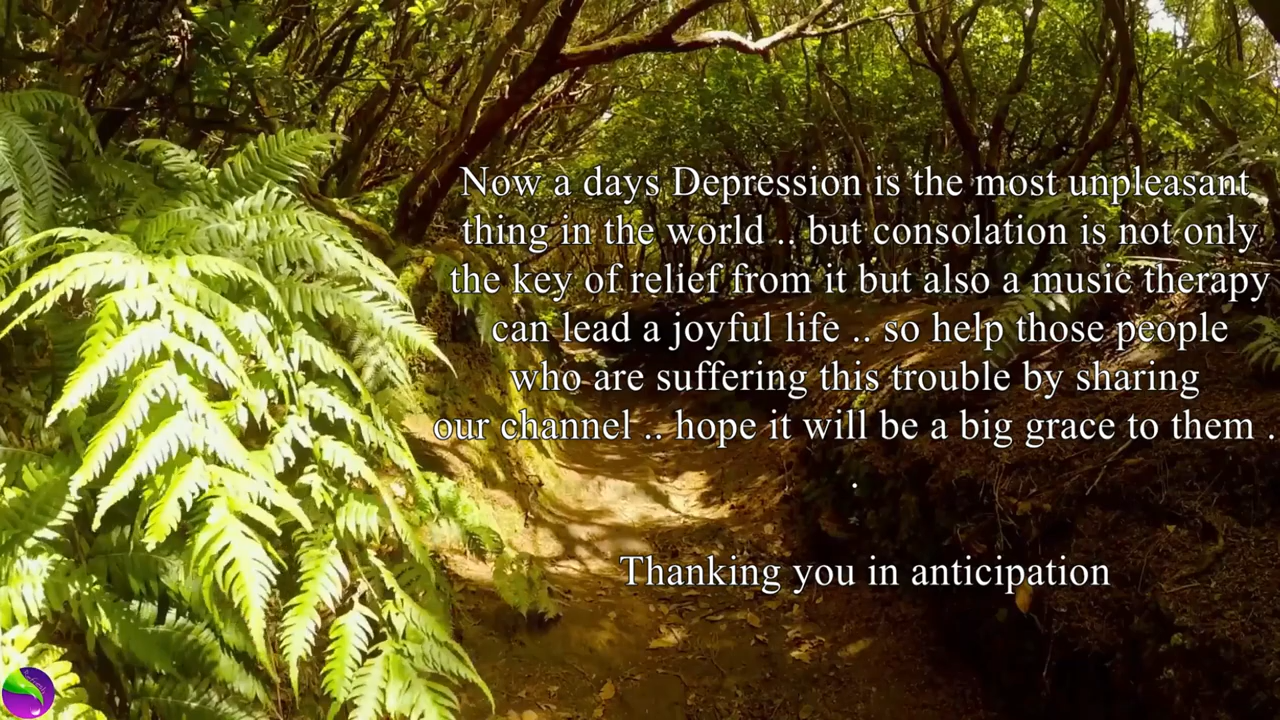 Now a days Depression is the most unpleasant
thing in the world .. but consolation is not only
the key of relief from it but also a music therapy
can lead a joyful life .. so help those people
who are suffering this trouble by sharing
our channel .. hope it will be a big grace to them .
.
Thanking you in anticipation